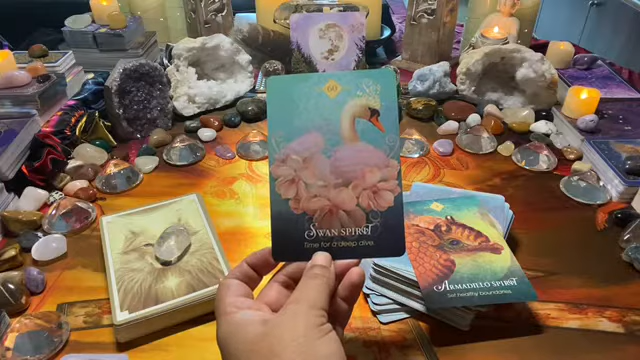 SWAN SPIRIT
Time for a deep dive.
ARMADILLO SPIRIT
Set healthy boundaries.